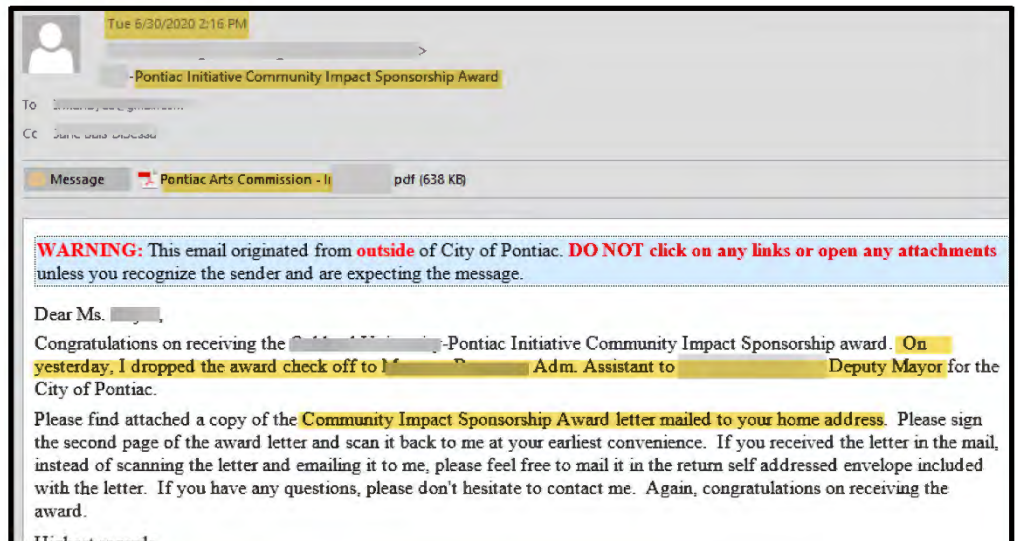 Tue 6/30/2020 2:16 PM
>
-Pontiac Initiative Community Impact Sponsorship Award
To
Cc
Message Pontiac Arts Commission - pdf (638 KB)
WARNING: This email originated from outside of City of Pontiac. DO NOT click on any links or open any attachments
unless you recognize the sender and are expecting the message.
Dear Ms. ,
Congratulations on receiving the -Pontiac Initiative Community Impact Sponsorship award. On
yesterday, I dropped the award check off to Adm. Assistant to Deputy Mayor for the
City of Pontiac.
Please find attached a copy of the Community Impact Sponsorship Award letter mailed to your home address. Please sign
the second page of the award letter and scan it back to me at your earliest convenience. If you received the letter in the mail,
instead of scanning the letter and emailing it to me, please feel free to mail it in the return self addressed envelope included
with the letter. If you have any questions, please don't hesitate to contact me. Again, congratulations on receiving the
award.